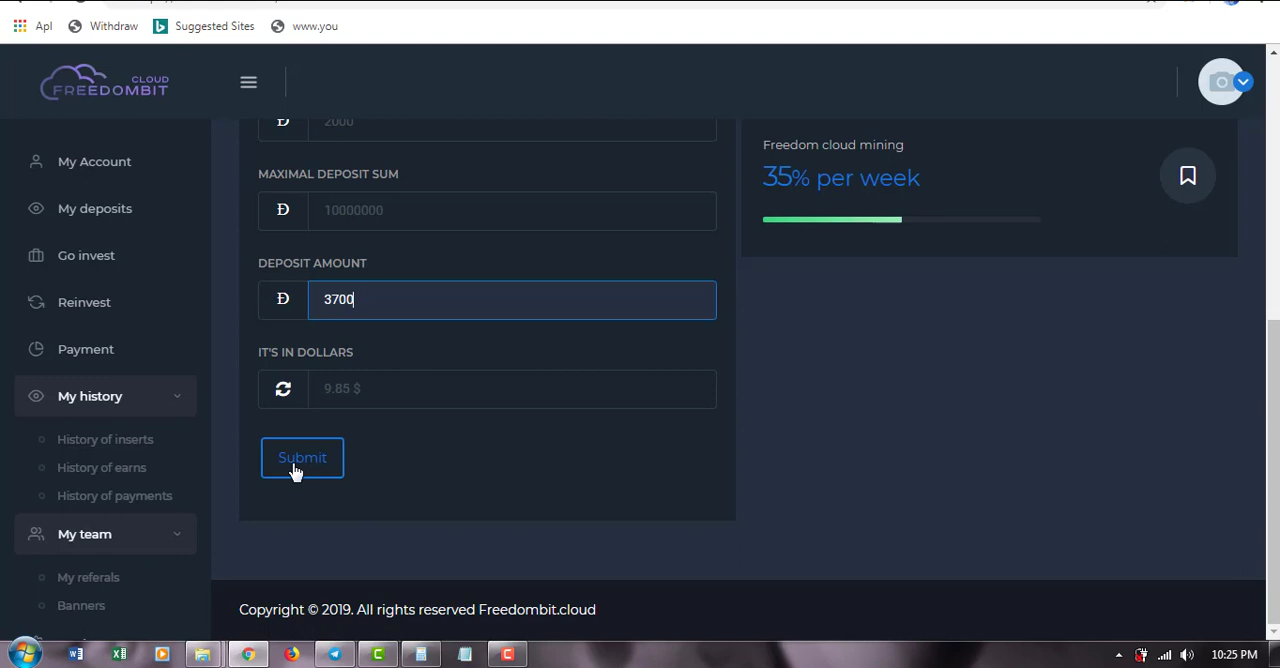 Apl
Withdraw
Suggested Sites
www.you
CLOUD
FREEDOMBIT
My Account
My deposits
Go invest
Reinvest
Payment
My history
History of inserts
History of earns
History of payments
My team
My referals
Banners
Đ 2000
MAXIMAL DEPOSIT SUM
Đ 10000000
DEPOSIT AMOUNT
Đ 3700
IT'S IN DOLLARS
9.85 $
Submit
Freedom cloud mining
35% per week
Copyright © 2019. All rights reserved Freedombit.cloud
10:25 PM